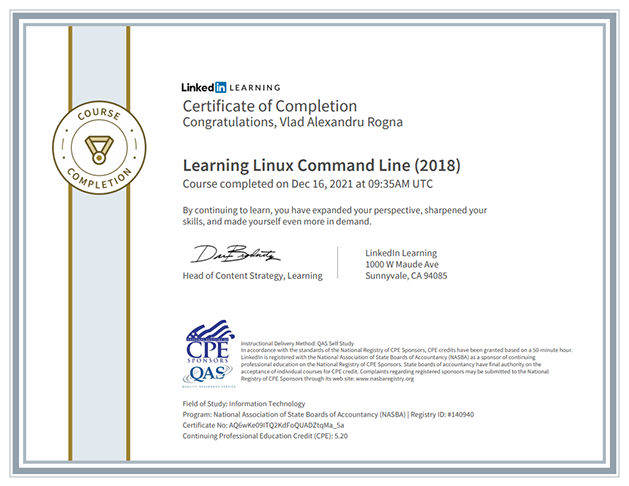 COURSE
COMPLETION
Linked in LEARNING
Certificate of Completion
Congratulations, Vlad Alexandru Rogna
Learning Linux Command Line (2018)
Course completed on Dec 16, 2021 at 09:35AM UTC
By continuing to learn, you have expanded your perspective, sharpened your
skills, and made yourself even more in demand.
Head of Content Strategy, Learning
LinkedIn Learning
1000 W Maude Ave
Sunnyvale, CA 94085
CPE
SPONSORS
QAS
Instructional Delivery Method: QAS Self Study
In accordance with the standards of the National Registry of CPE Sponsors, CPE credits have been granted based on a 50-minute hour.
LinkedIn is registered with the National Association of State Boards of Accountancy (NASBA) as a sponsor of continuing
professional education on the National Registry of CPE Sponsors. State boards of accountancy have final authority on the
acceptance of individual courses for CPE credit. Complaints regarding registered sponsors may be submitted to the National
Registry of CPE Sponsors through its web site: www.nasbaregistry.org
Field of Study: Information Technology
Program: National Association of State Boards of Accountancy (NASBA) | Registry ID: #140940
Certificate No: AQ6wKe09ITQ2KdFoQUADZtqMa_5a
Continuing Professional Education Credit (CPE): 5.20